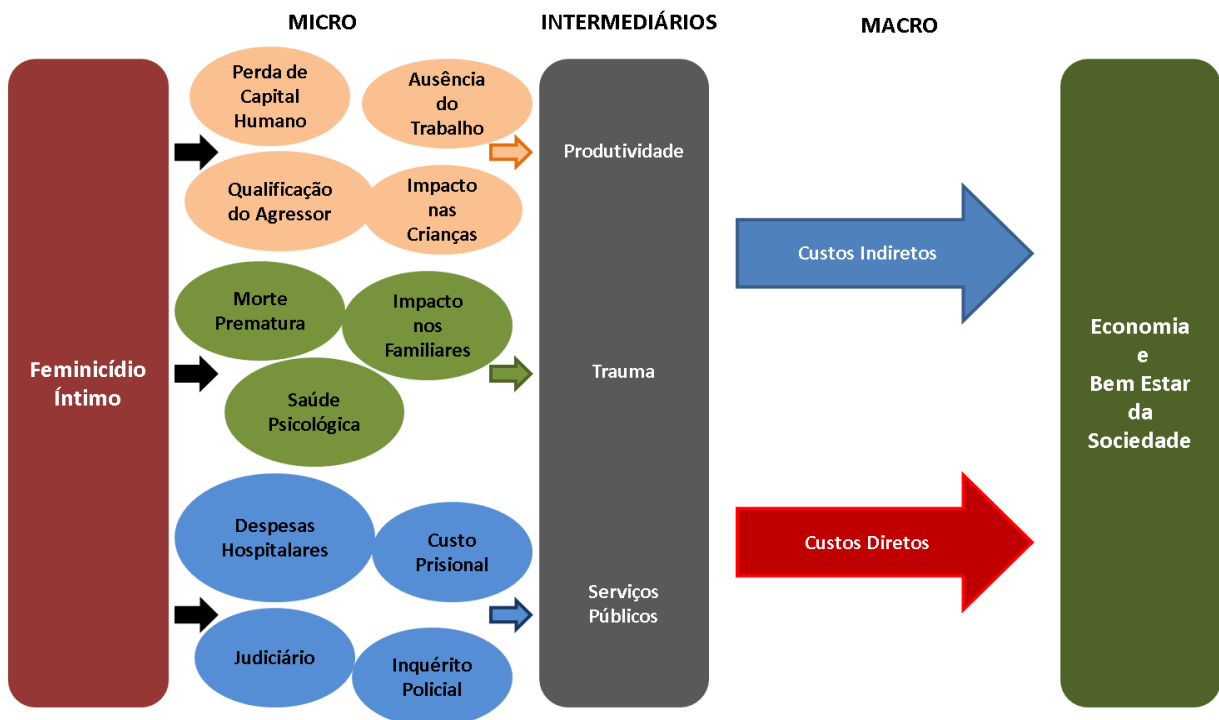 MICRO
INTERMEDIÁRIOS
MACRO
Feminicídio
Íntimo
Perda de
Capital
Humano
Ausência
do
Trabalho
Qualificação
do Agressor
Impacto
nas
Crianças
Morte
Prematura
Impacto
nos
Familiares
Saúde
Psicológica
Despesas
Hospitalares
Custo
Prisional
Judiciário
Inquérito
Policial
Produtividade
Trauma
Serviços
Públicos
Custos Indiretos
Custos Diretos
Economia
e
Bem Estar
da
Sociedade